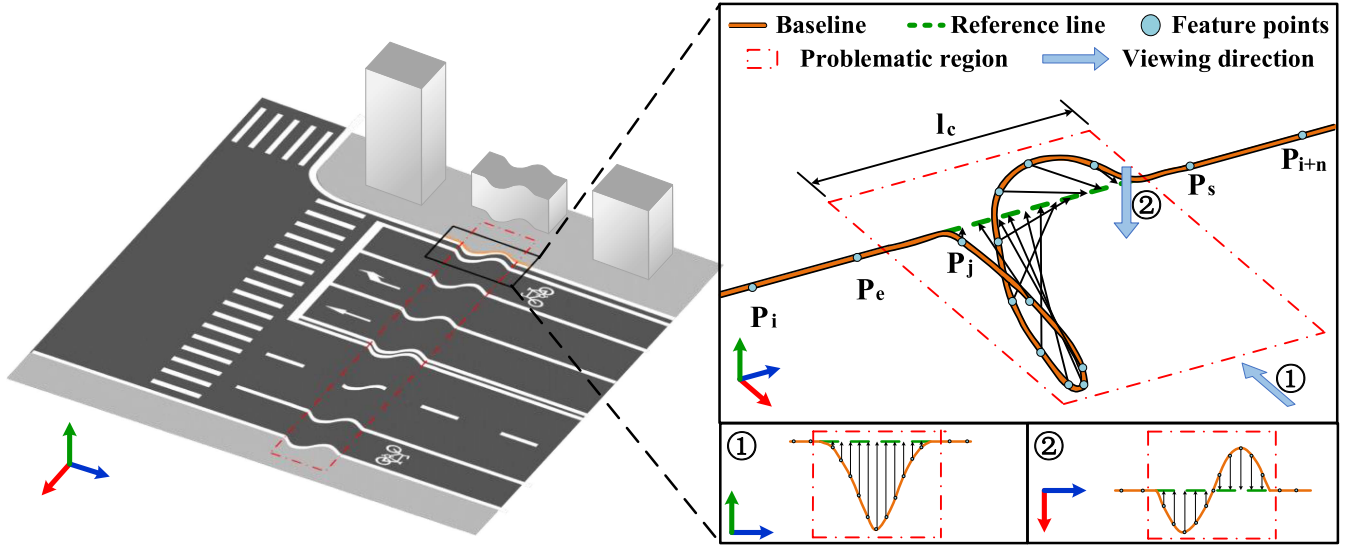 Baseline Reference line Feature points
Problematic region Viewing direction
l_c
P_{i+n}
P_s
②
P_j
P_e
P_i
①
① ②